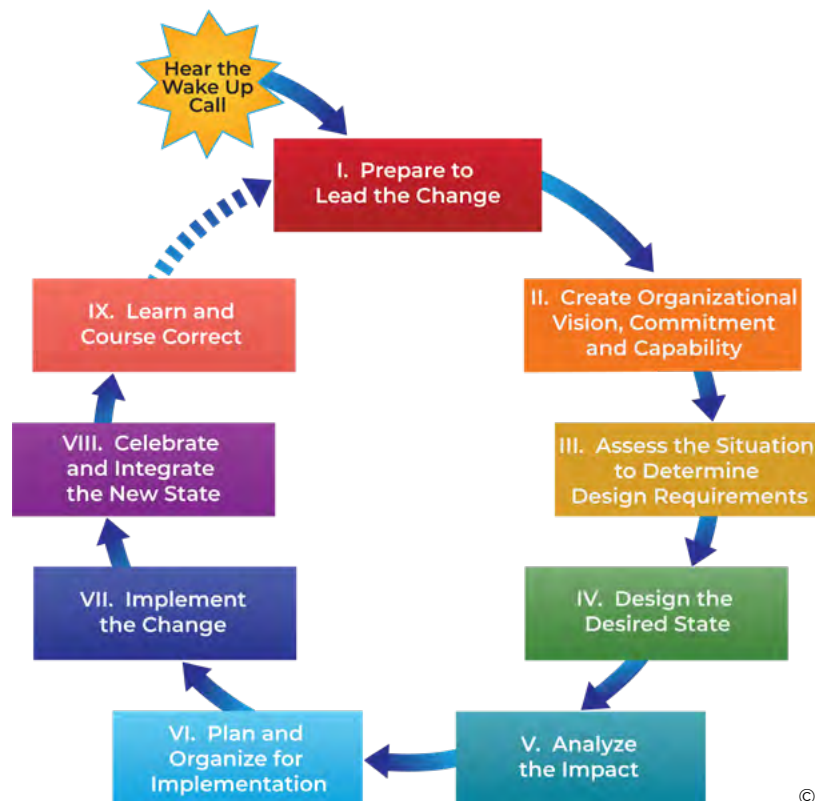 Hear the
Wake Up
Call
I. Prepare to
Lead the Change
II. Create Organizational
Vision, Commitment
and Capability
III. Assess the Situation
to Determine
Design Requirements
IV. Design the
Desired State
V. Analyze
the Impact
VI. Plan and
Organize for
Implementation
VII. Implement
the Change
VIII. Celebrate
and Integrate
the New State
IX. Learn and
Course Correct
©